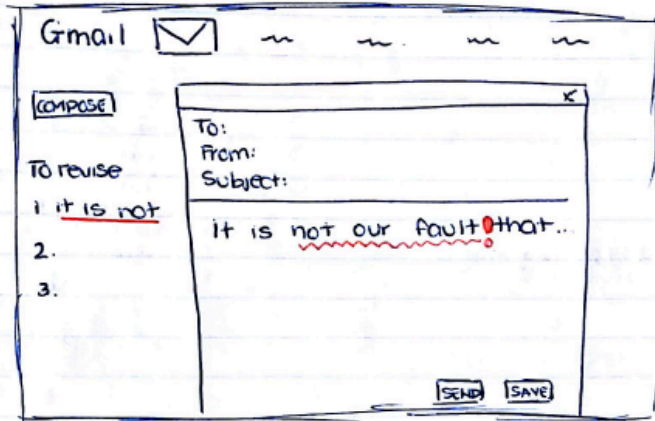 Gmail
COMPOSE
To revise
1 it is not
2.
3.
x
To:
From:
Subject:
it is not our fault!that...
SEND SAVE